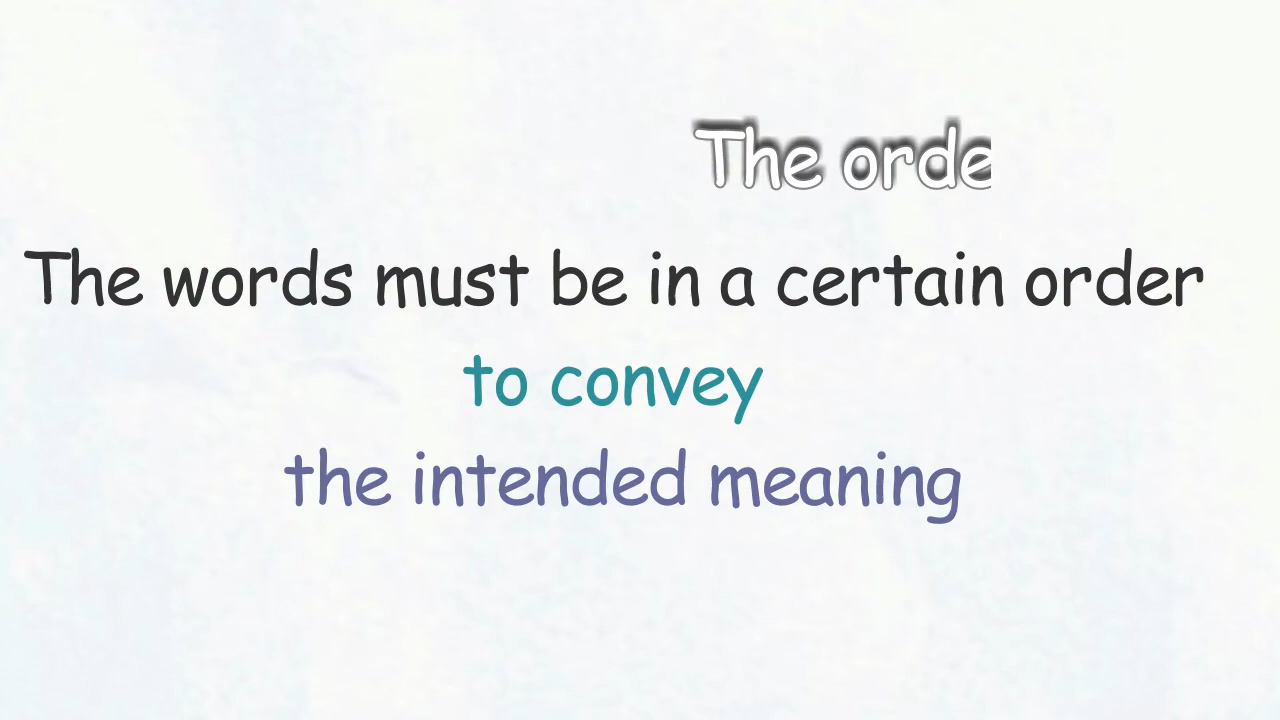 The orde
The words must be in a certain order
to convey
the intended meaning